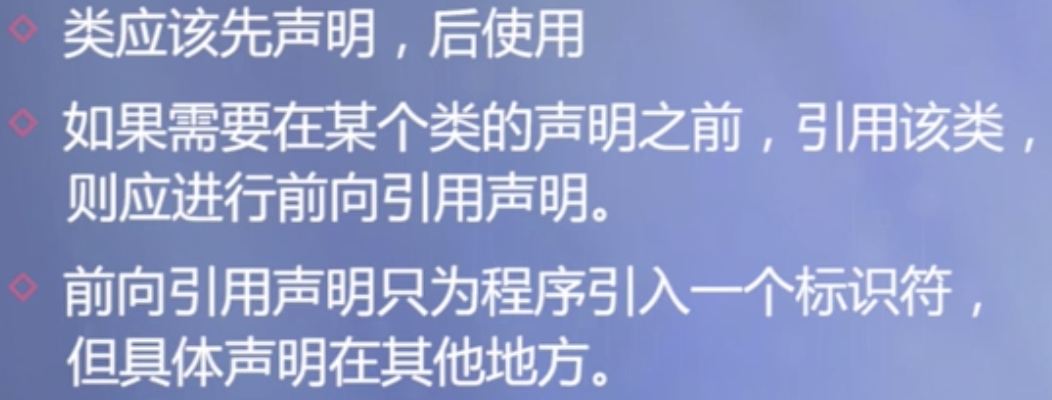 类应该先声明，后使用
如果需要在某个类的声明之前，引用该类，
则应进行前向引用声明。
前向引用声明只为程序引入一个标识符，
但具体声明在其他地方。